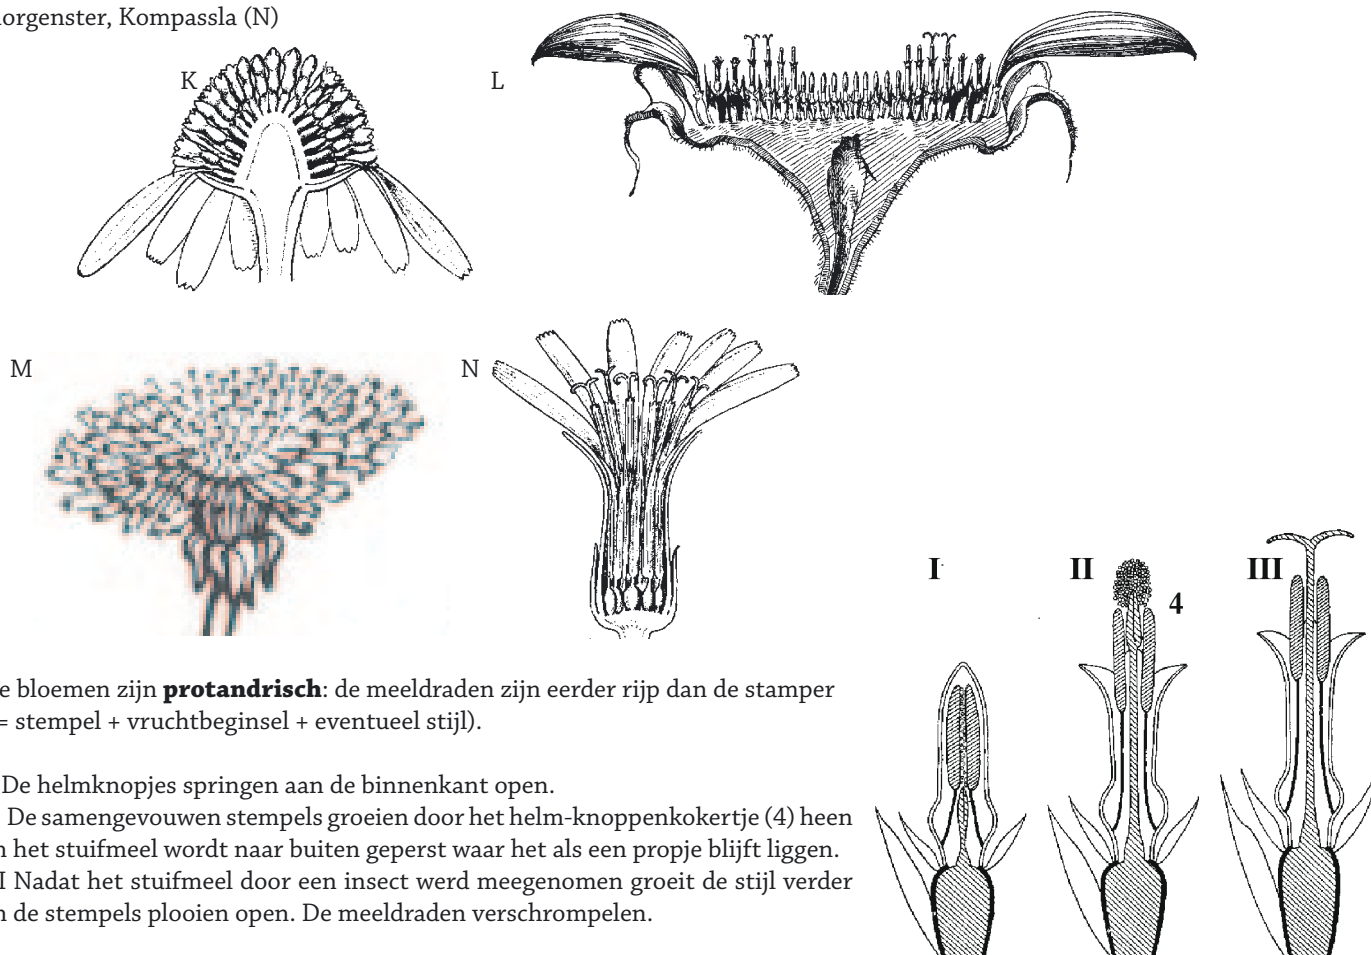 orgenster, Kompassla (N)
K
L
M
N
I
II
III
4
e bloemen zijn protandrisch: de meeldraden zijn eerder rijp dan de stamper
= stempel + vruchtbeginsel + eventueel stijl).
De helmknopjes springen aan de binnenkant open.
De samengevouwen stempels groeien door het helm-knoppenkokertje (4) heen
n het stuifmeel wordt naar buiten geperst waar het als een propje blijft liggen.
I Nadat het stuifmeel door een insect werd meegenomen groeit de stijl verder
n de stempels plooien open. De meeldraden verschrompelen.